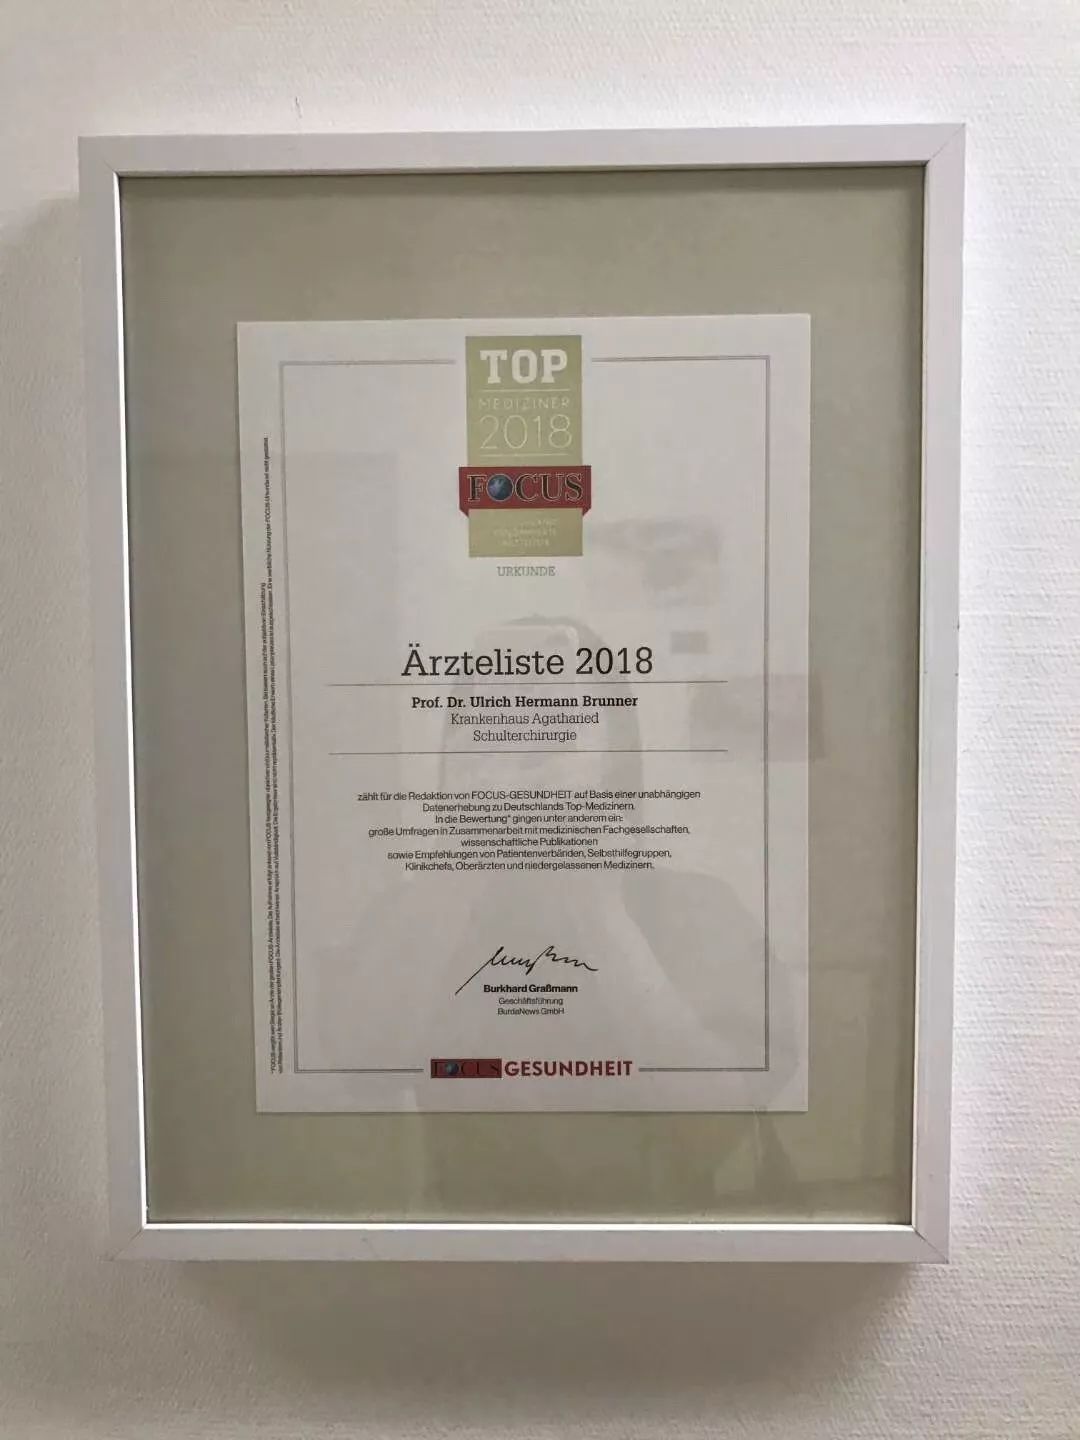 TOP
MEDIZINER
2018
FOCUS
URKUNDE
Ärzteliste 2018
Prof. Dr. Ulrich Hermann Brunner
Krankenhaus Agatharied
Schulterchirurgie
zählt für die Redaktion von FOCUS-GESUNDHEIT auf Basis einer unabhängigen
Datenerhebung zu Deutschlands Top-Medizinern.
In die Bewertung* gingen unter anderem ein:
große Umfragen in Zusammenarbeit mit medizinischen Fachgesellschaften,
wissenschaftliche Publikationen
sowie Empfehlungen von Patientenverbänden, Selbsthilfegruppen,
Klinikchefs, Oberärzten und niedergelassenen Medizinern.
Burkhard Graßmann
Geschäftsführung
BurdaNews GmbH
FOCUS GESUNDHEIT